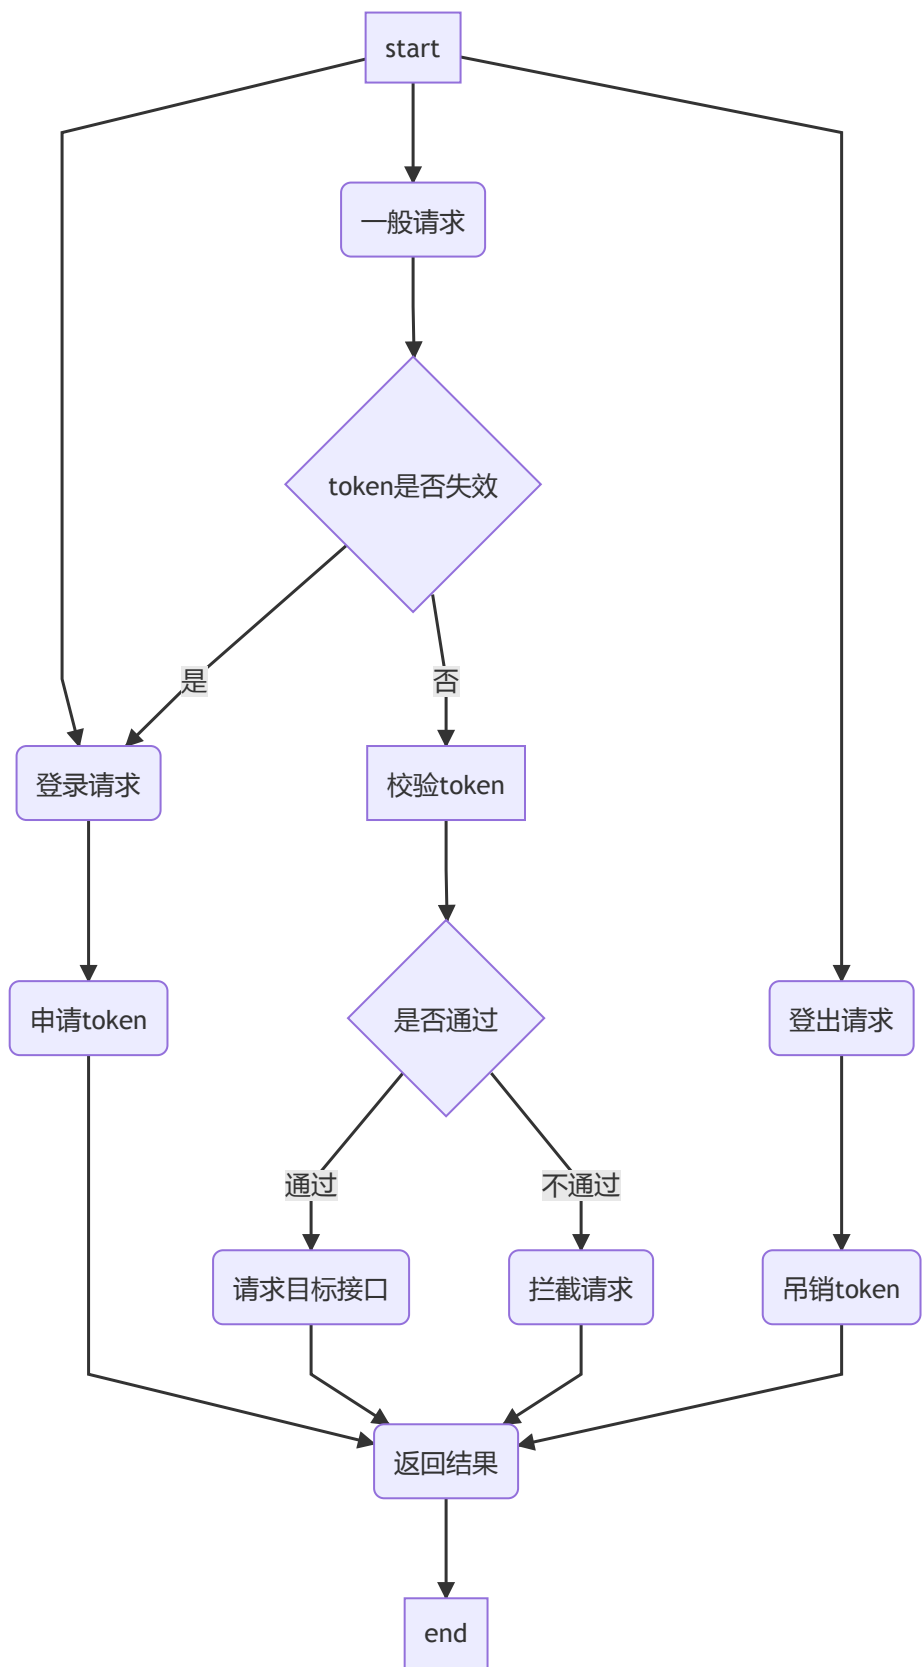 start
一般请求
token是否失效
是
否
登录请求
校验token
申请token
是否通过
登出请求
通过
不通过
请求目标接口
拦截请求
吊销token
返回结果
end